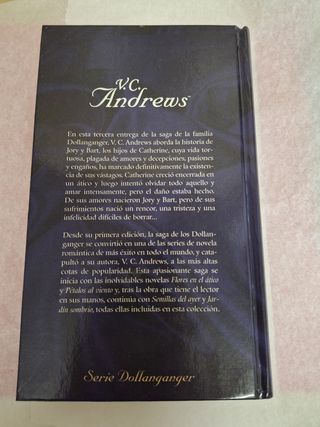 V.C.
Andrews™
En esta tercera entrega de la saga de la familia
Dollanganger, V. C. Andrews aborda la historia de
Jory y Bart, los hijos de Catherine, cuya vida tor-
tuosa, plagada de amores y decepciones, pasiones
y engaños, ha marcado definitivamente la existen-
cia de sus vástagos. Catherine creció encerrada en
un ático y luego intentó olvidar todo aquello y
amar intensamente, pero el daño estaba hecho.
De sus amores nacieron Jory y Bart, pero de sus
sufrimientos nació un rencor, una tristeza y una
infelicidad difíciles de borrar...
Desde su primera edición, la saga de los Dollan-
ganger se convirtió en una de las series de novela
romántica de más éxito en todo el mundo, y cata-
pultó a su autora, V. C. Andrews, a las más altas
cotas de popularidad. Esta apasionante saga se
inicia con las inolvidables novelas Flores en el ático
y Pétalos al viento y, tras la obra que tiene el lector
en sus manos, continúa con Semillas del ayer y Jar-
dín sombrío, todas ellas incluidas en esta colección.
Serie Dollanganger